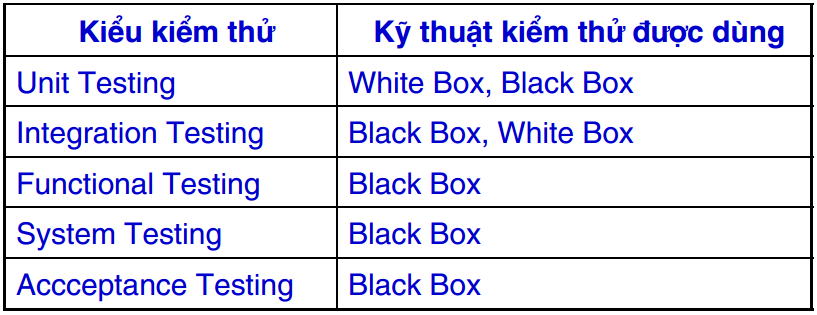 Kiểu kiểm thử Kỹ thuật kiểm thử được dùng
Unit Testing White Box, Black Box
Integration Testing Black Box, White Box
Functional Testing Black Box
System Testing Black Box
Accceptance Testing Black Box